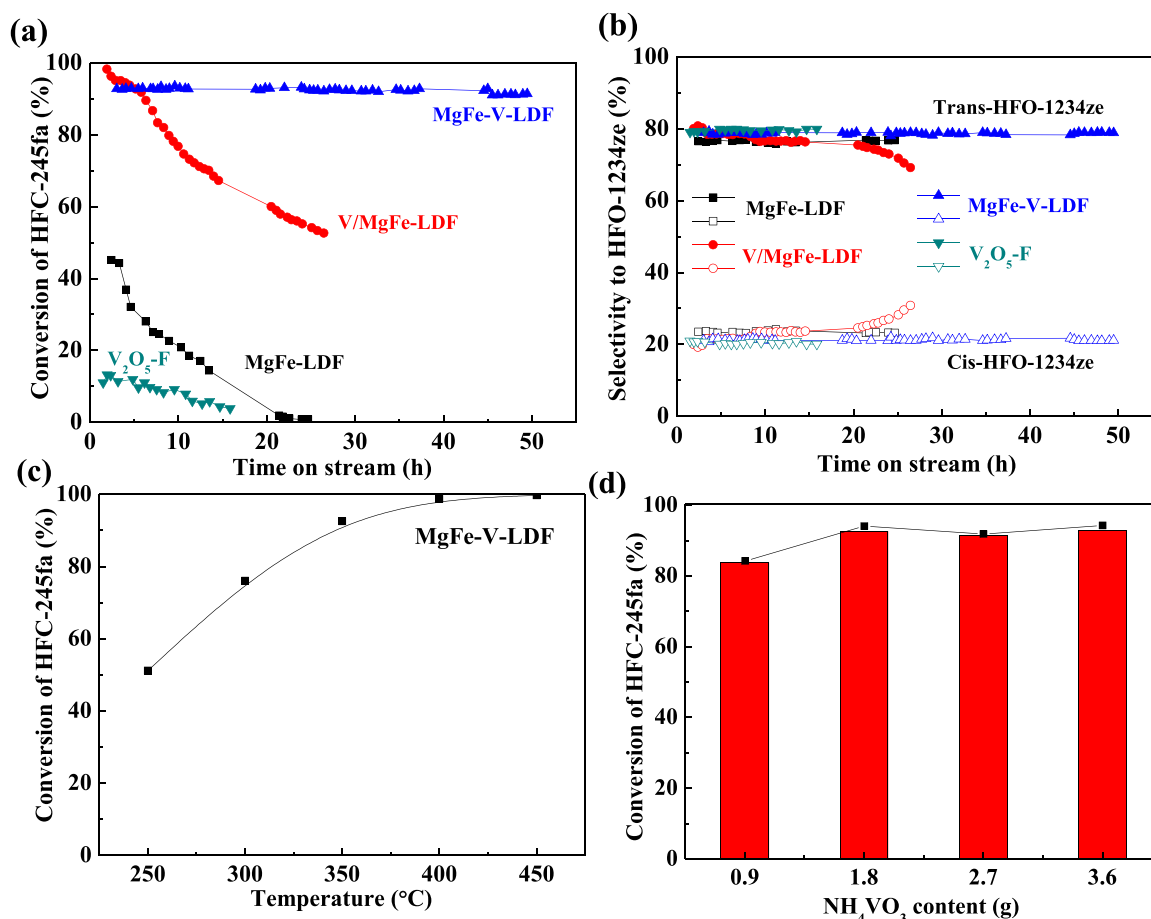 (a)
Conversion of HFC-245fa (%)
100
80
60
40
20
0
MgFe-V-LDF
V/MgFe-LDF
MgFe-LDF
V₂O₅-F
0 10 20 30 40 50
Time on stream (h)
(b)
Selectivity to HFO-1234ze (%)
100
80
60
40
20
0
Trans-HFO-1234ze
MgFe-LDF
MgFe-V-LDF
V/MgFe-LDF
V₂O₅-F
Cis-HFO-1234ze
0 10 20 30 40 50
Time on stream (h)
(c)
Conversion of HFC-245fa (%)
100
80
60
40
20
0
MgFe-V-LDF
250 300 350 400 450
Temperature (°C)
(d)
Conversion of HFC-245fa (%)
100
80
60
40
20
0
0.9 1.8 2.7 3.6
NH₄VO₃ content (g)